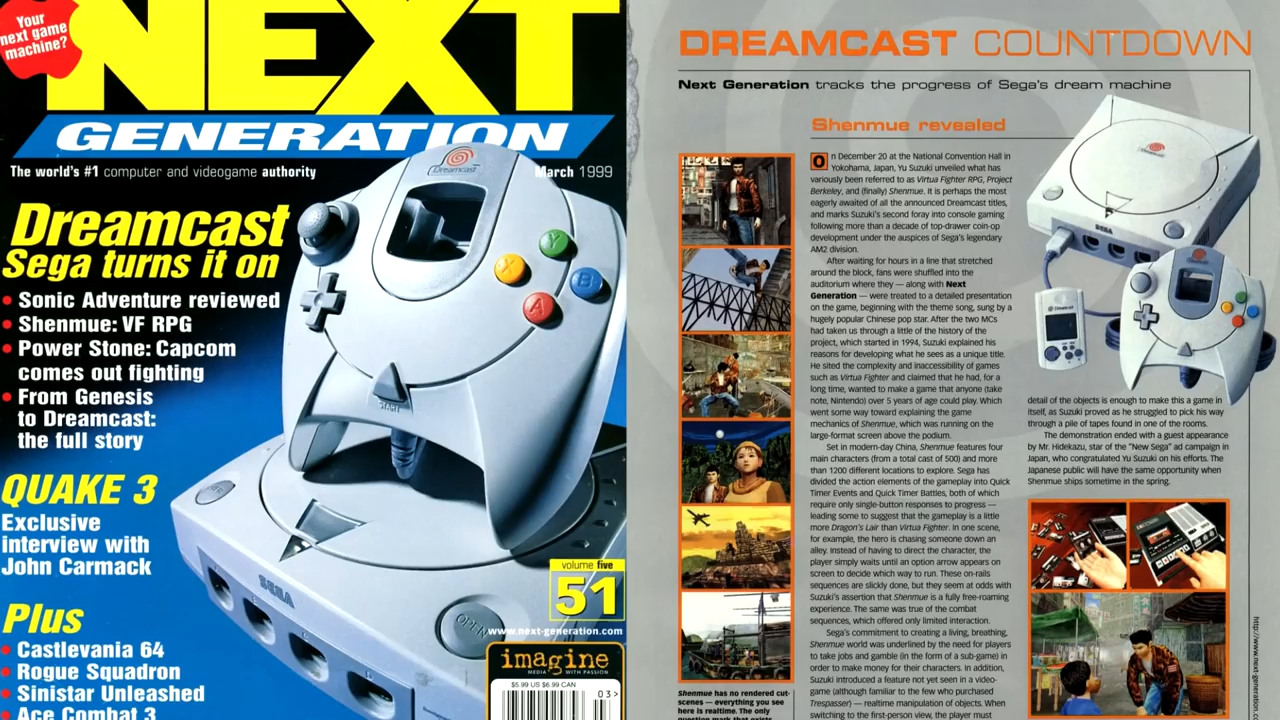 Your
next game
machine?
NEXT
GENERATION
The world's #1 computer and videogame authority
March 1999
Dreamcast
Dreamcast
Sega turns it on
• Sonic Adventure reviewed
• Shenmue: VF RPG
• Power Stone: Capcom
comes out fighting
• From Genesis
to Dreamcast:
the full story
Y
X
B
A
START
QUAKE 3
Exclusive
interview with
John Carmack
SEGA
OPEN
volume five
51
www.next-generation.com
Plus
• Castlevania 64
• Rogue Squadron
• Sinistar Unleashed
• Ace Combat 3
imagine
MEDIA WITH PASSION
$5.99 US $6.99 CAN
03>
DREAMCAST COUNTDOWN
Next Generation tracks the progress of Sega's dream machine
Shenmue revealed
On December 20 at the National Convention Hall in
Yokohama, Japan, Yu Suzuki unveiled what has
variously been referred to as Virtua Fighter RPG, Project
Berkeley, and (finally) Shenmue. It is perhaps the most
eagerly awaited of all the announced Dreamcast titles,
and marks Suzuki's second foray into console gaming
following more than a decade of top-drawer coin-op
development under the auspices of Sega's legendary
AM2 division.
After waiting for hours in a line that stretched
around the block, fans were shuffled into the
auditorium where they — along with Next
Generation — were treated to a detailed presentation
on the game, beginning with the theme song, sung by a
hugely popular Chinese pop star. After the two MCs
had taken us through a little of the history of the
project, which started in 1994, Suzuki explained his
reasons for developing what he sees as a unique title.
He sited the complexity and inaccessibility of games
such as Virtua Fighter and claimed that he had, for a
long time, wanted to make a game that anyone (take
note, Nintendo) over 5 years of age could play. Which
went some way toward explaining the game
mechanics of Shenmue, which was running on the
large-format screen above the podium.
Set in modern-day China, Shenmue features four
main characters (from a total cast of 500) and more
than 1200 different locations to explore. Sega has
divided the action elements of the gameplay into Quick
Timer Events and Quick Timer Battles, both of which
require only single-button responses to progress —
leading some to suggest that the gameplay is a little
more Dragon's Lair than Virtua Fighter. In one scene,
for example, the hero is chasing someone down an
alley. Instead of having to direct the character, the
player simply waits until an option arrow appears on
screen to decide which way to run. These on-rails
sequences are slickly done, but they seem at odds with
Suzuki's assertion that Shenmue is a fully free-roaming
experience. The same was true of the combat
sequences, which offered only limited interaction.
Sega's commitment to creating a living, breathing,
Shenmue world was underlined by the need for players
to take jobs and gamble (in the form of a sub-game) in
order to make money for their characters. In addition,
Suzuki introduced a feature not yet seen in a video-
game (although familiar to the few who purchased
Trespasser) — realtime manipulation of objects. When
switching to the first-person view, the player must
detail of the objects is enough to make this a game in
itself, as Suzuki proved as he struggled to pick his way
through a pile of tapes found in one of the rooms.
The demonstration ended with a guest appearance
by Mr. Hidekazu, star of the "New Sega" ad campaign in
Japan, who congratulated Yu Suzuki on his efforts. The
Japanese public will have the same opportunity when
Shenmue ships sometime in the spring.
Shenmue has no rendered cut-
scenes — everything you see
here is realtime. The only
question mark that exists
http://www.next-generation.co
SEGA